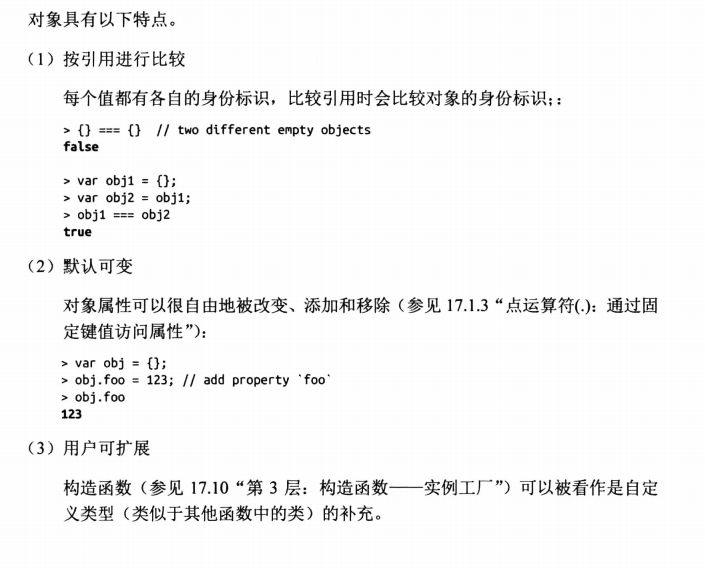 对象具有以下特点。
（1）按引用进行比较
每个值都有各自的身份标识，比较引用时会比较对象的身份标识;：
> {} === {}  // two different empty objects
false
> var obj1 = {};
> var obj2 = obj1;
> obj1 === obj2
true
（2）默认可变
对象属性可以很自由地被改变、添加和移除（参见 17.1.3“点运算符(.)：通过固
定键值访问属性”）：
> var obj = {};
> obj.foo = 123; // add property `foo`
> obj.foo
123
（3）用户可扩展
构造函数（参见 17.10“第 3 层：构造函数——实例工厂”）可以被看作是自定
义类型（类似于其他函数中的类）的补充。